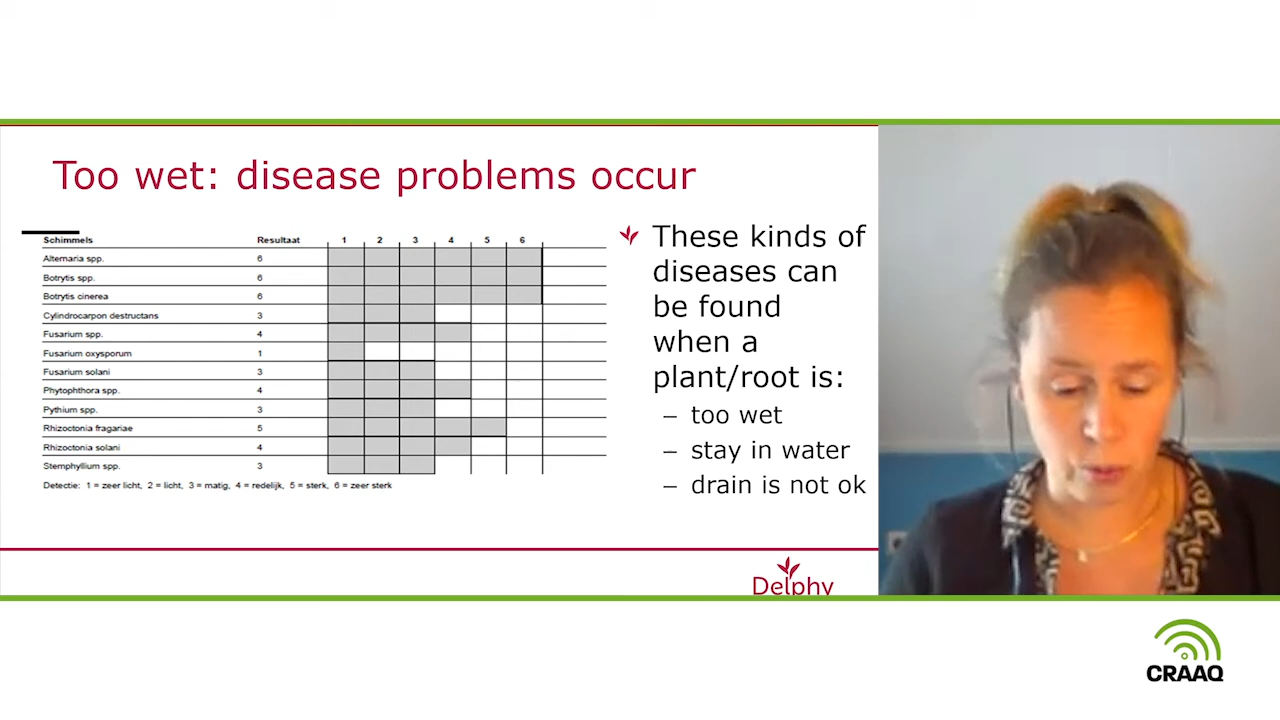 Too wet: disease problems occur
Schimmels Resultaat 1 2 3 4 5 6
Alternaria spp. 6
Botrytis spp. 6
Botrytis cinerea 6
Cylindrocarpon destructans 3
Fusarium spp. 4
Fusarium oxysporum 1
Fusarium solani 3
Phytophthora spp. 4
Pythium spp. 3
Rhizoctonia fragariae 5
Rhizoctonia solani 4
Stemphyllium spp. 3
Detectie: 1 = zeer licht, 2 = licht, 3 = matig, 4 = redelijk, 5 = sterk, 6 = zeer sterk
These kinds of
diseases can
be found
when a
plant/root is:
– too wet
– stay in water
– drain is not ok
Delphy
CRAAQ